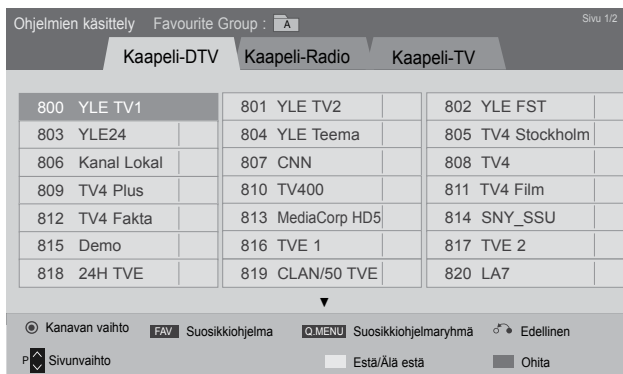 Ohjelmien käsittely Favourite Group : A Sivu 1/2
Kaapeli-DTV Kaapeli-Radio Kaapeli-TV
800 YLE TV1 801 YLE TV2 802 YLE FST
803 YLE24 804 YLE Teema 805 TV4 Stockholm
806 Kanal Lokal 807 CNN 808 TV4
809 TV4 Plus 810 TV400 811 TV4 Film
812 TV4 Fakta 813 MediaCorp HD5 814 SNY_SSU
815 Demo 816 TVE 1 817 TVE 2
818 24H TVE 819 CLAN/50 TVE 820 LA7
Kanavan vaihto FAV Suosikkiohjelma Q.MENU Suosikkiohjelmaryhmä Edellinen
P Sivunvaihto Estä/Älä estä Ohita